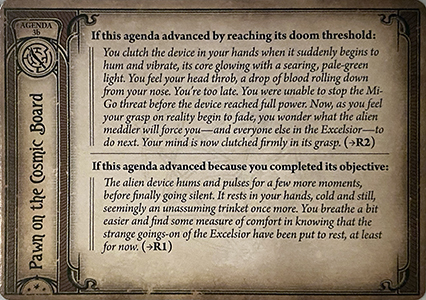 AGENDA
3b
Pawn on the Cosmic Board
If this agenda advanced by reaching its doom threshold:
You clutch the device in your hands when it suddenly begins to
hum and vibrate, its core glowing with a searing, pale-green
light. You feel your head throb, a drop of blood rolling down
from your nose. You're too late. You were unable to stop the Mi-
Go threat before the device reached full power. Now, as you feel
your grasp on reality begin to fade, you wonder what the alien
meddler will force you—and everyone else in the Excelsior—to
do next. Your mind is now clutched firmly in its grasp. (→R2)
If this agenda advanced because you completed its objective:
The alien device hums and pulses for a few more moments,
before finally going silent. It rests in your hands, cold and still,
seemingly an unassuming trinket once more. You breathe a bit
easier and find some measure of comfort in knowing that the
strange goings-on of the Excelsior have been put to rest, at least
for now. (→R1)